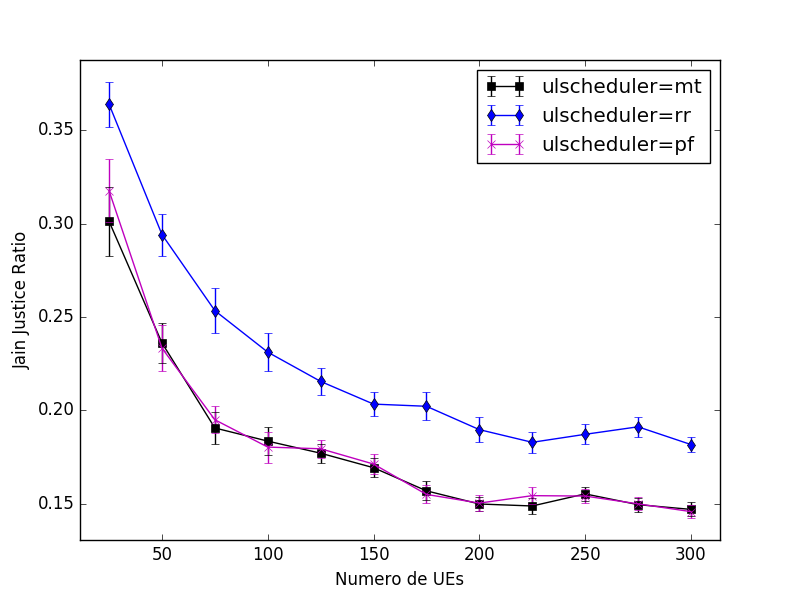 ulscheduler=mt
ulscheduler=rr
ulscheduler=pf
0.35
0.30
0.25
0.20
0.15
Jain Justice Ratio
50 100 150 200 250 300
Numero de UEs